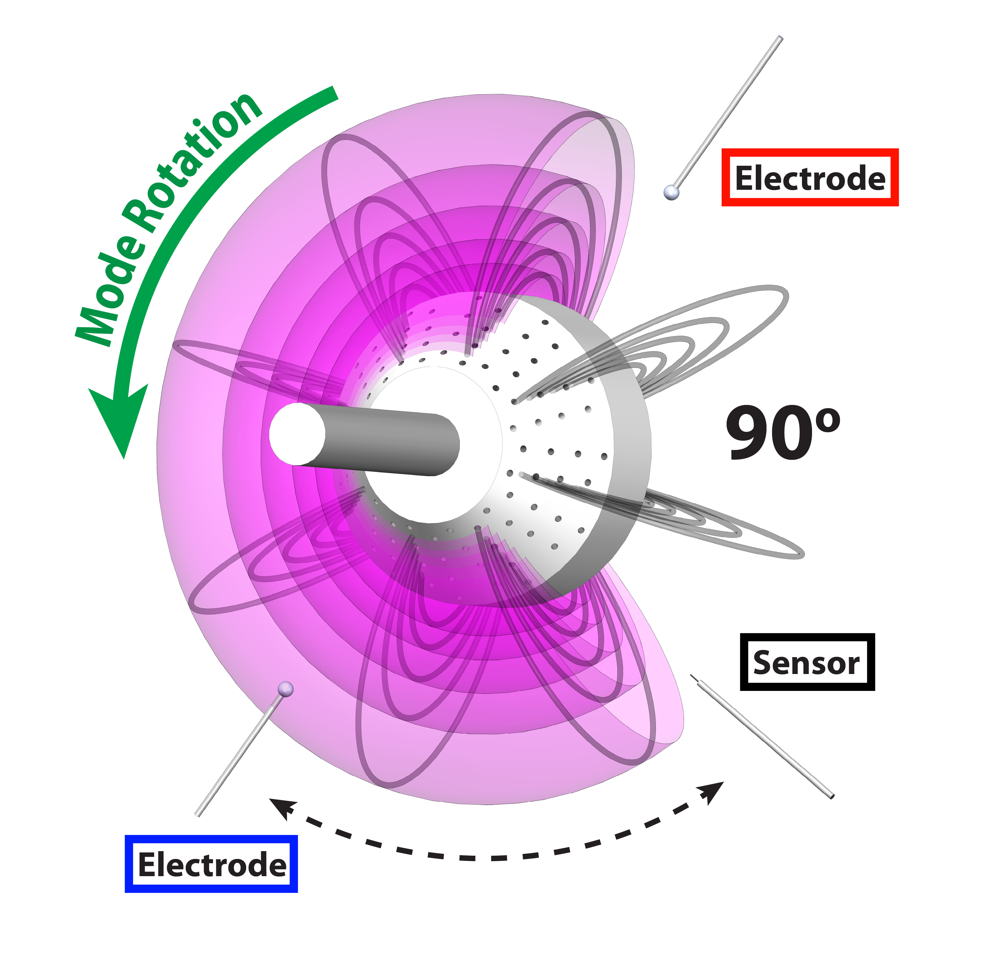 Mode Rotation
Electrode
90º
Sensor
Electrode